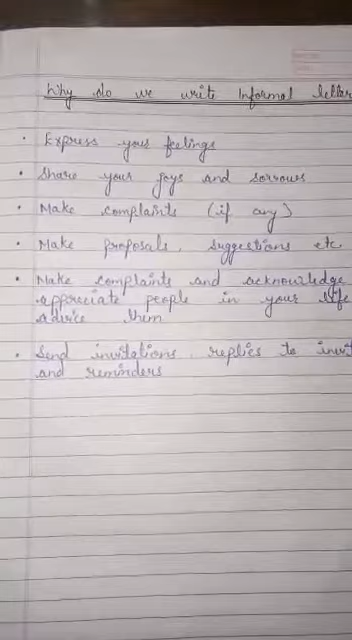 Why do we write Informal letter
• Express your feelings
• Share your joys and sorrows
• Make complaints (if any)
• Make proposals, suggestions etc
• Make complaints and acknowledge
appreciate people in your life
advice them
• Send invitations, replies to invit
and reminders